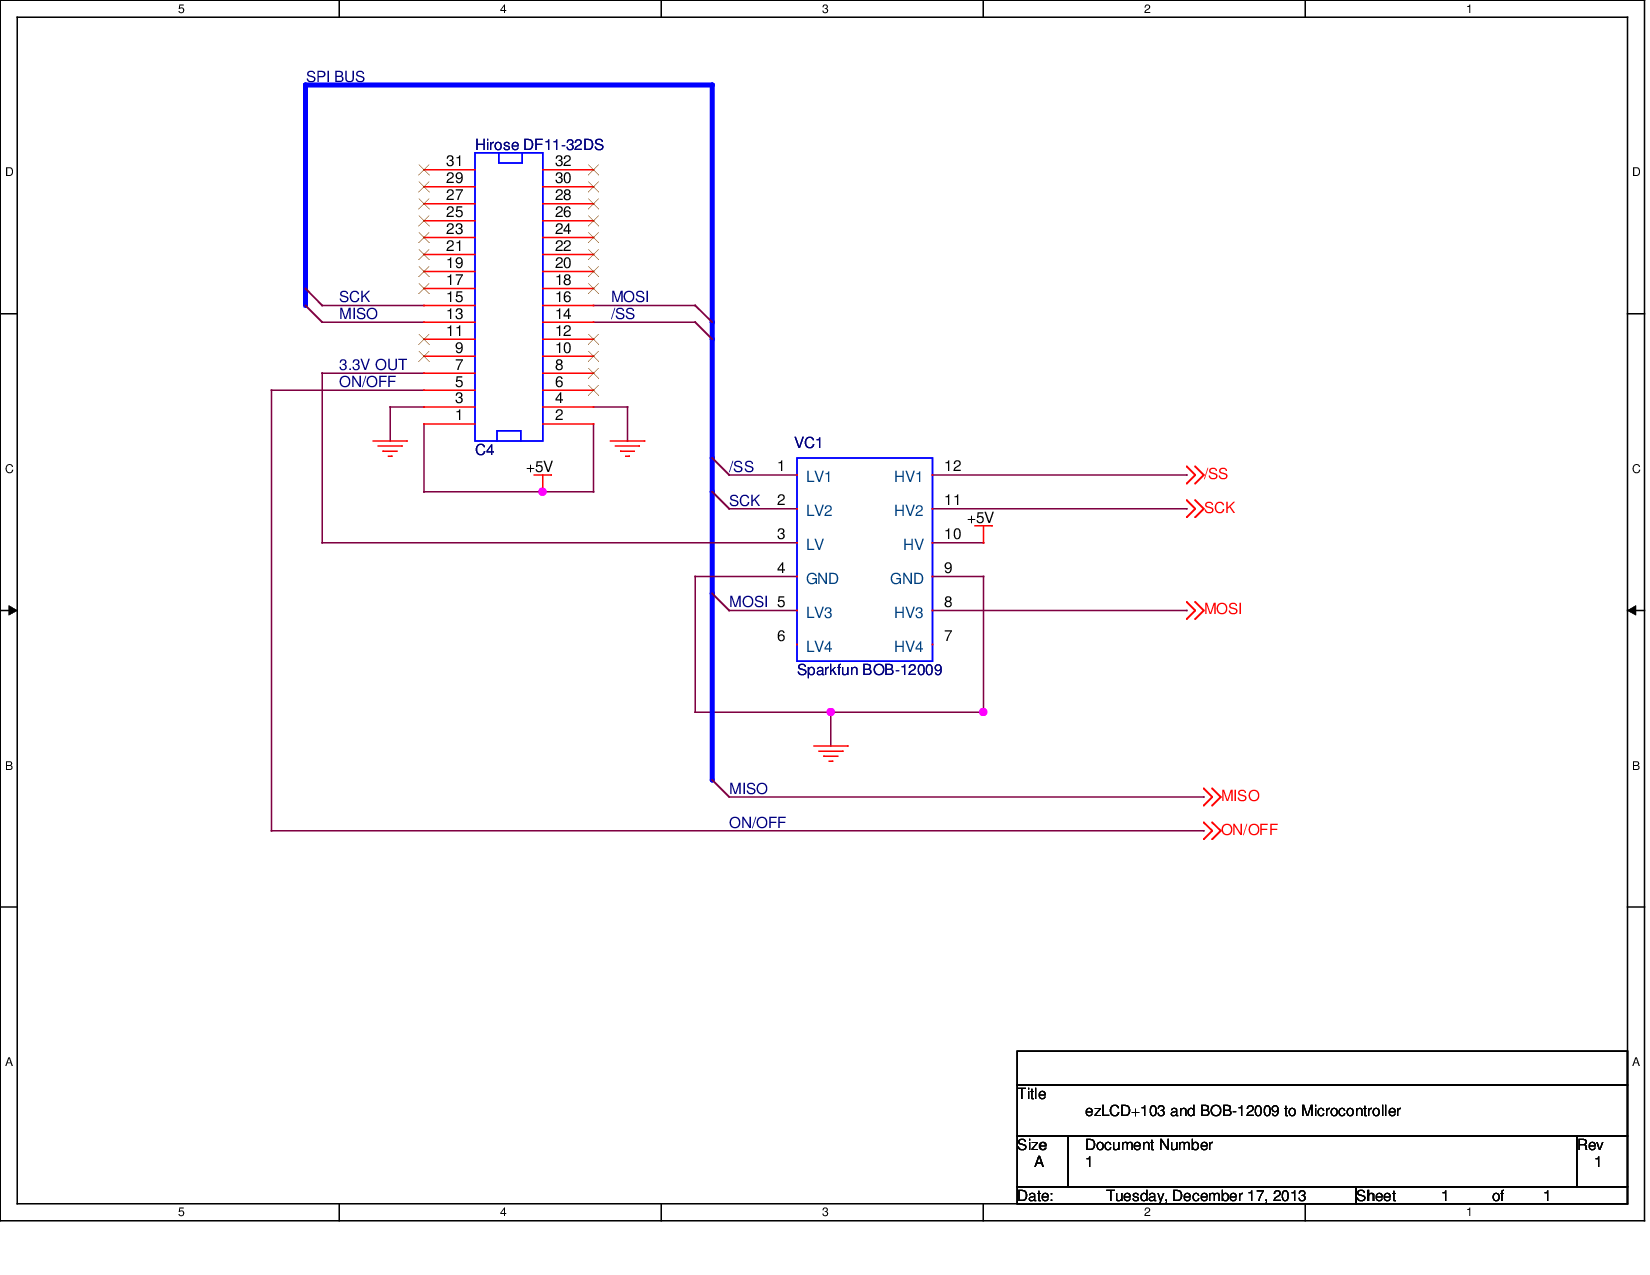 5 4 3 2 1
SPI BUS
Hirose DF11-32DS
31 32
29 30
27 28
25 26
23 24
21 22
19 20
17 18
SCK 15 16 MOSI
MISO 13 14 /SS
11 12
9 10
3.3V OUT 7 8
ON/OFF 5 6
3 4
1 2
C4
+5V
VC1
/SS 1 LV1 HV1 12 /SS
SCK 2 LV2 HV2 11 SCK
+5V
3 LV HV 10
4 GND GND 9
MOSI 5 LV3 HV3 8 MOSI
6 LV4 HV4 7
Sparkfun BOB-12009
MISO MISO
ON/OFF ON/OFF
D D
C C
B B
A A
Title
ezLCD+103 and BOB-12009 to Microcontroller
Size Document Number Rev
A 1 1
Date: Tuesday, December 17, 2013 Sheet 1 of 1
5 4 3 2 1